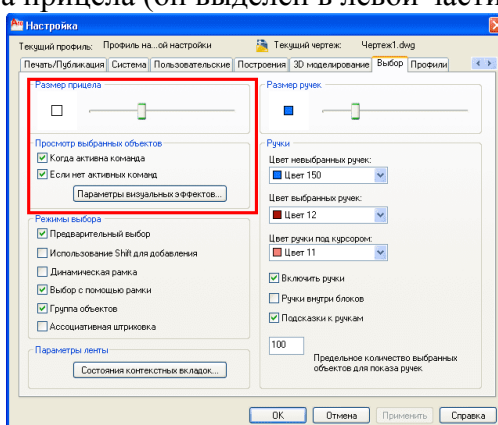 а прицела (он выделен в левой части
Настройка
Текущий профиль: Профиль на...ой настройки Текущий чертеж: Чертеж1.dwg
Печать/Публикация Система Пользовательские Построения 3D моделирование Выбор Профили
Размер прицела
Просмотр выбранных объектов
Когда активна команда
Если нет активных команд
Параметры визуальных эффектов...
Режимы выбора
Предварительный выбор
Использование Shift для добавления
Динамическая рамка
Выбор с помощью рамки
Группа объектов
Ассоциативная штриховка
Параметры ленты
Состояния контекстных вкладок...
Размер ручек
Ручки
Цвет невыбранных ручек:
Цвет 150
Цвет выбранных ручек:
Цвет 12
Цвет ручки под курсором:
Цвет 11
Включить ручки
Ручки внутри блоков
Подсказки к ручкам
100
Предельное количество выбранных
объектов для показа ручек
OK Отмена Применить Справка